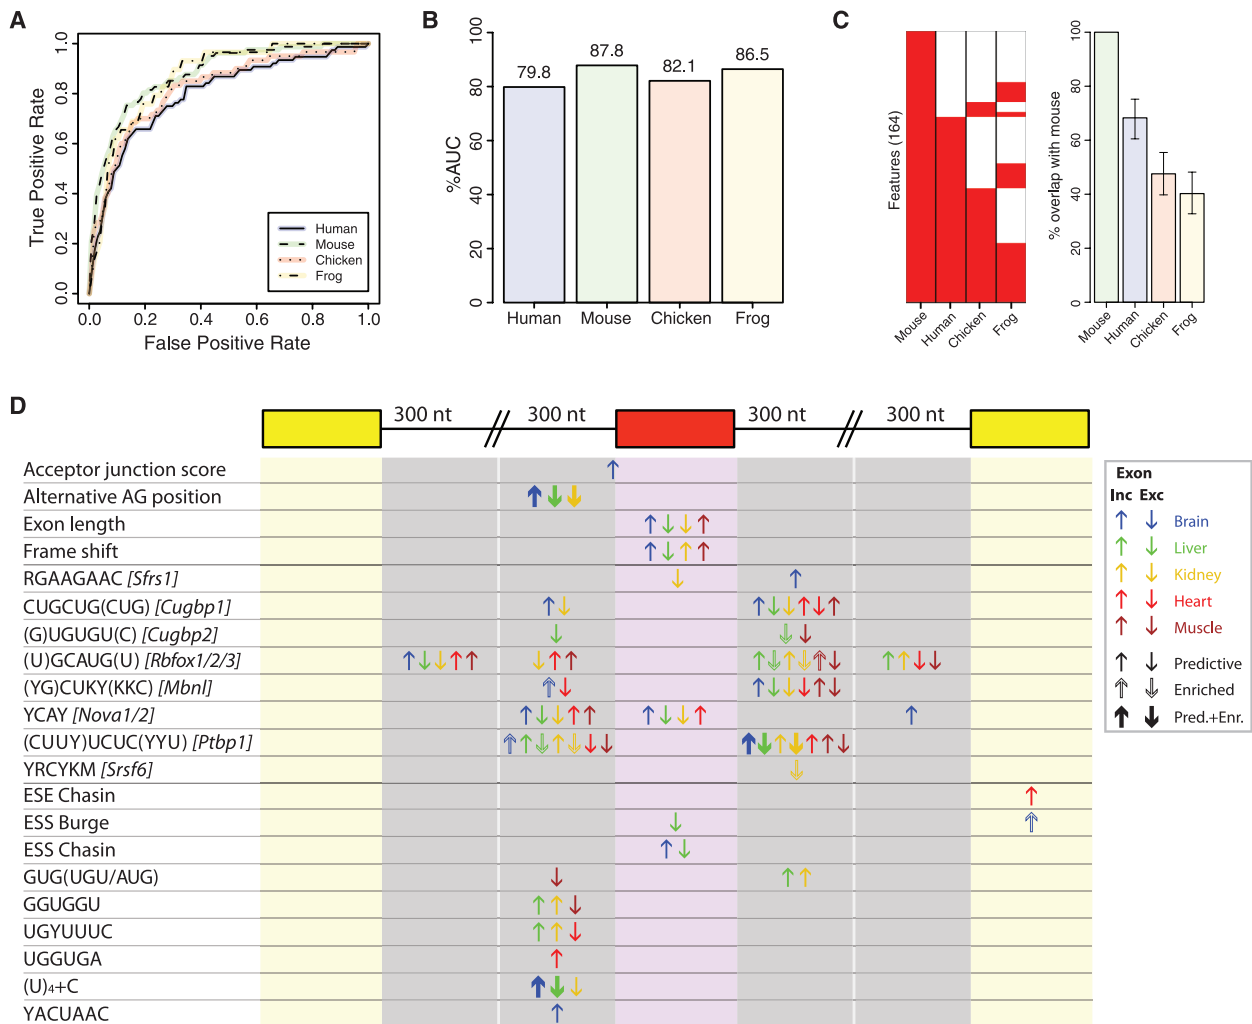 A
True Positive Rate
1.0
0.8
0.6
0.4
0.2
0.0
0.0 0.2 0.4 0.6 0.8 1.0
False Positive Rate
Human
Mouse
Chicken
Frog
B
%AUC
100
80
60
40
20
0
79.8
87.8
82.1
86.5
Human Mouse Chicken Frog
C
Features (164)
Mouse Human Chicken Frog
% overlap with mouse
100
80
60
40
20
0
Mouse Human Chicken Frog
D
300 nt // 300 nt 300 nt // 300 nt
Acceptor junction score
Alternative AG position
Exon length
Frame shift
RGAAGAAC [Sfrs1]
CUGCUG(CUG) [Cugbp1]
(G)UGUGU(C) [Cugbp2]
(U)GCAUG(U) [Rbfox1/2/3]
(YG)CUKY(KKC) [Mbnl]
YCAY [Nova1/2]
(CUUY)UCUC(YYU) [Ptbp1]
YRCYKM [Srsf6]
ESE Chasin
ESS Burge
ESS Chasin
GUG(UGU/AUG)
GGUGGU
UGYUUUC
UGGUGA
(U)₄+C
YACUAAC
Exon
Inc Exc
↑ ↓ Brain
↑ ↓ Liver
↑ ↓ Kidney
↑ ↓ Heart
↑ ↓ Muscle
↑ ↓ Predictive
⇑ ⇓ Enriched
⬆ ⬇ Pred.+Enr.